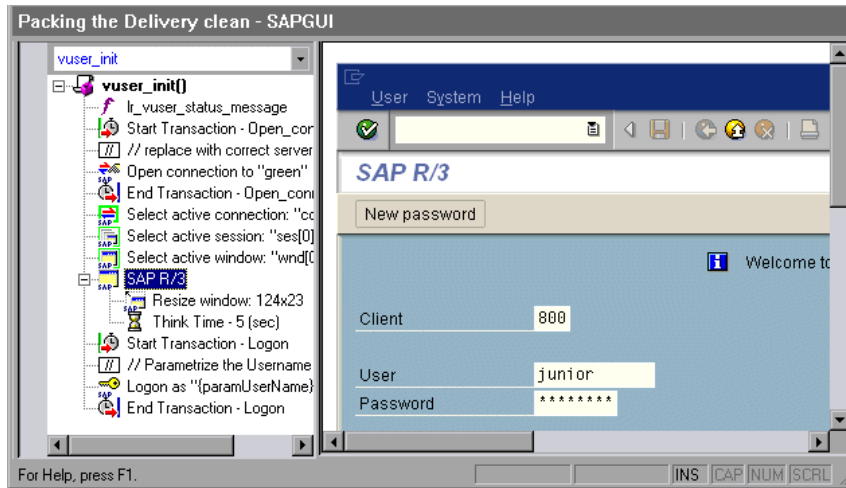 Packing the Delivery clean - SAPGUI
vuser_init
vuser_init()
lr_vuser_status_message
Start Transaction - Open_con
// replace with correct server
Open connection to "green"
End Transaction - Open_conn
Select active connection: "co
Select active session: "ses[0]
Select active window: "wnd[0
SAP R/3
Resize window: 124x23
Think Time - 5 (sec)
Start Transaction - Logon
// Parametrize the Username
Logon as "{paramUserName}
End Transaction - Logon
User System Help
SAP R/3
New password
Welcome to
Client 800
User junior
Password ********
For Help, press F1.
INS CAP NUM SCRL